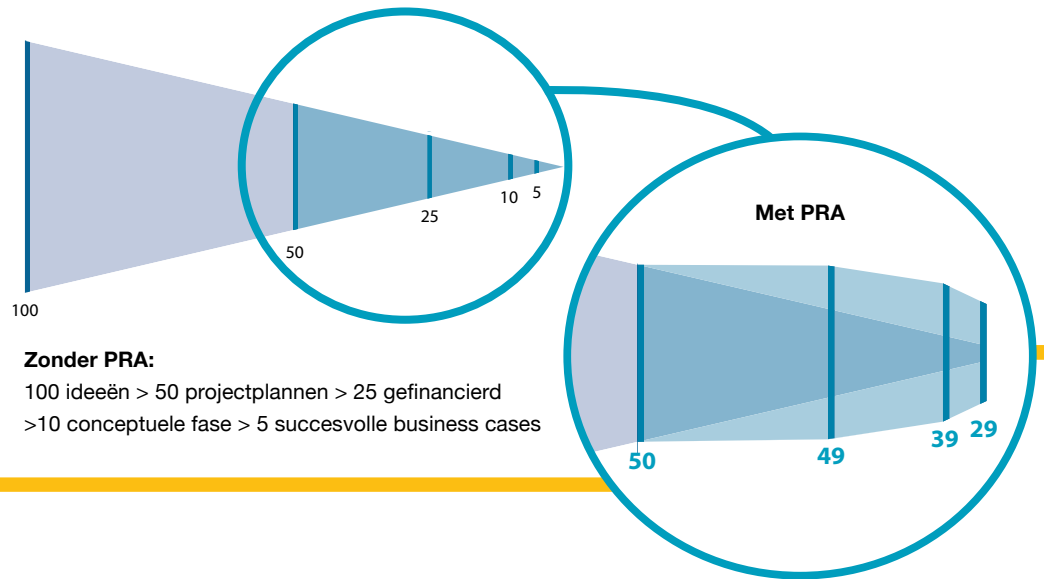 100
50
25
10
5
Zonder PRA:
100 ideeën > 50 projectplannen > 25 gefinancierd
>10 conceptuele fase > 5 succesvolle business cases
Met PRA
50
49
39
29